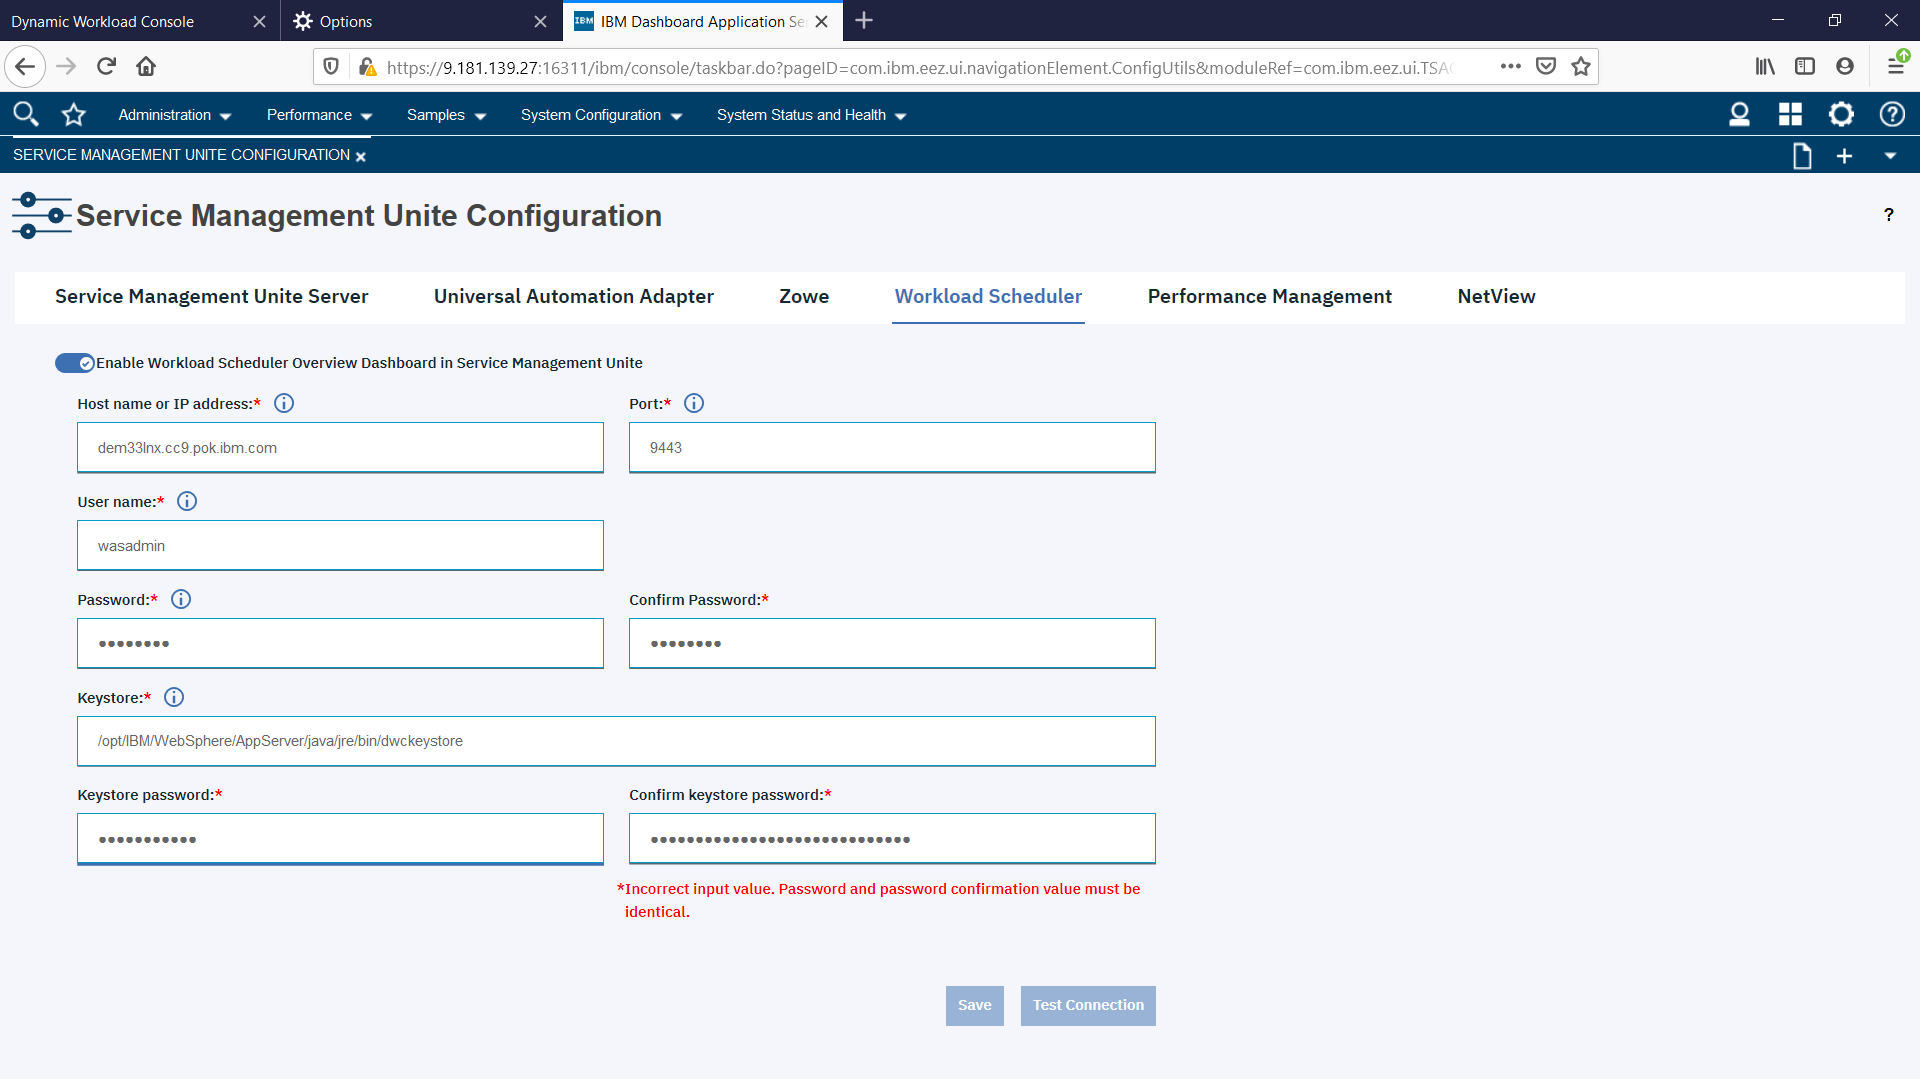 Dynamic Workload Console
Options
IBM Dashboard Application Se
https://9.181.139.27:16311/ibm/console/taskbar.do?pageID=com.ibm.eez.ui.navigationElement.ConfigUtils&moduleRef=com.ibm.eez.ui.TSA
Administration Performance Samples System Configuration System Status and Health
SERVICE MANAGEMENT UNITE CONFIGURATION
Service Management Unite Configuration
?
Service Management Unite Server Universal Automation Adapter Zowe Workload Scheduler Performance Management NetView
Enable Workload Scheduler Overview Dashboard in Service Management Unite
Host name or IP address:* Port:*
dem33lnx.cc9.pok.ibm.com 9443
User name:*
wasadmin
Password:* Confirm Password:*
•••••••• ••••••••
Keystore:*
/opt/IBM/WebSphere/AppServer/java/jre/bin/dwckeystore
Keystore password:* Confirm keystore password:*
••••••••••• •••••••••••••••••••••••••••••
*Incorrect input value. Password and password confirmation value must be
identical.
Save Test Connection